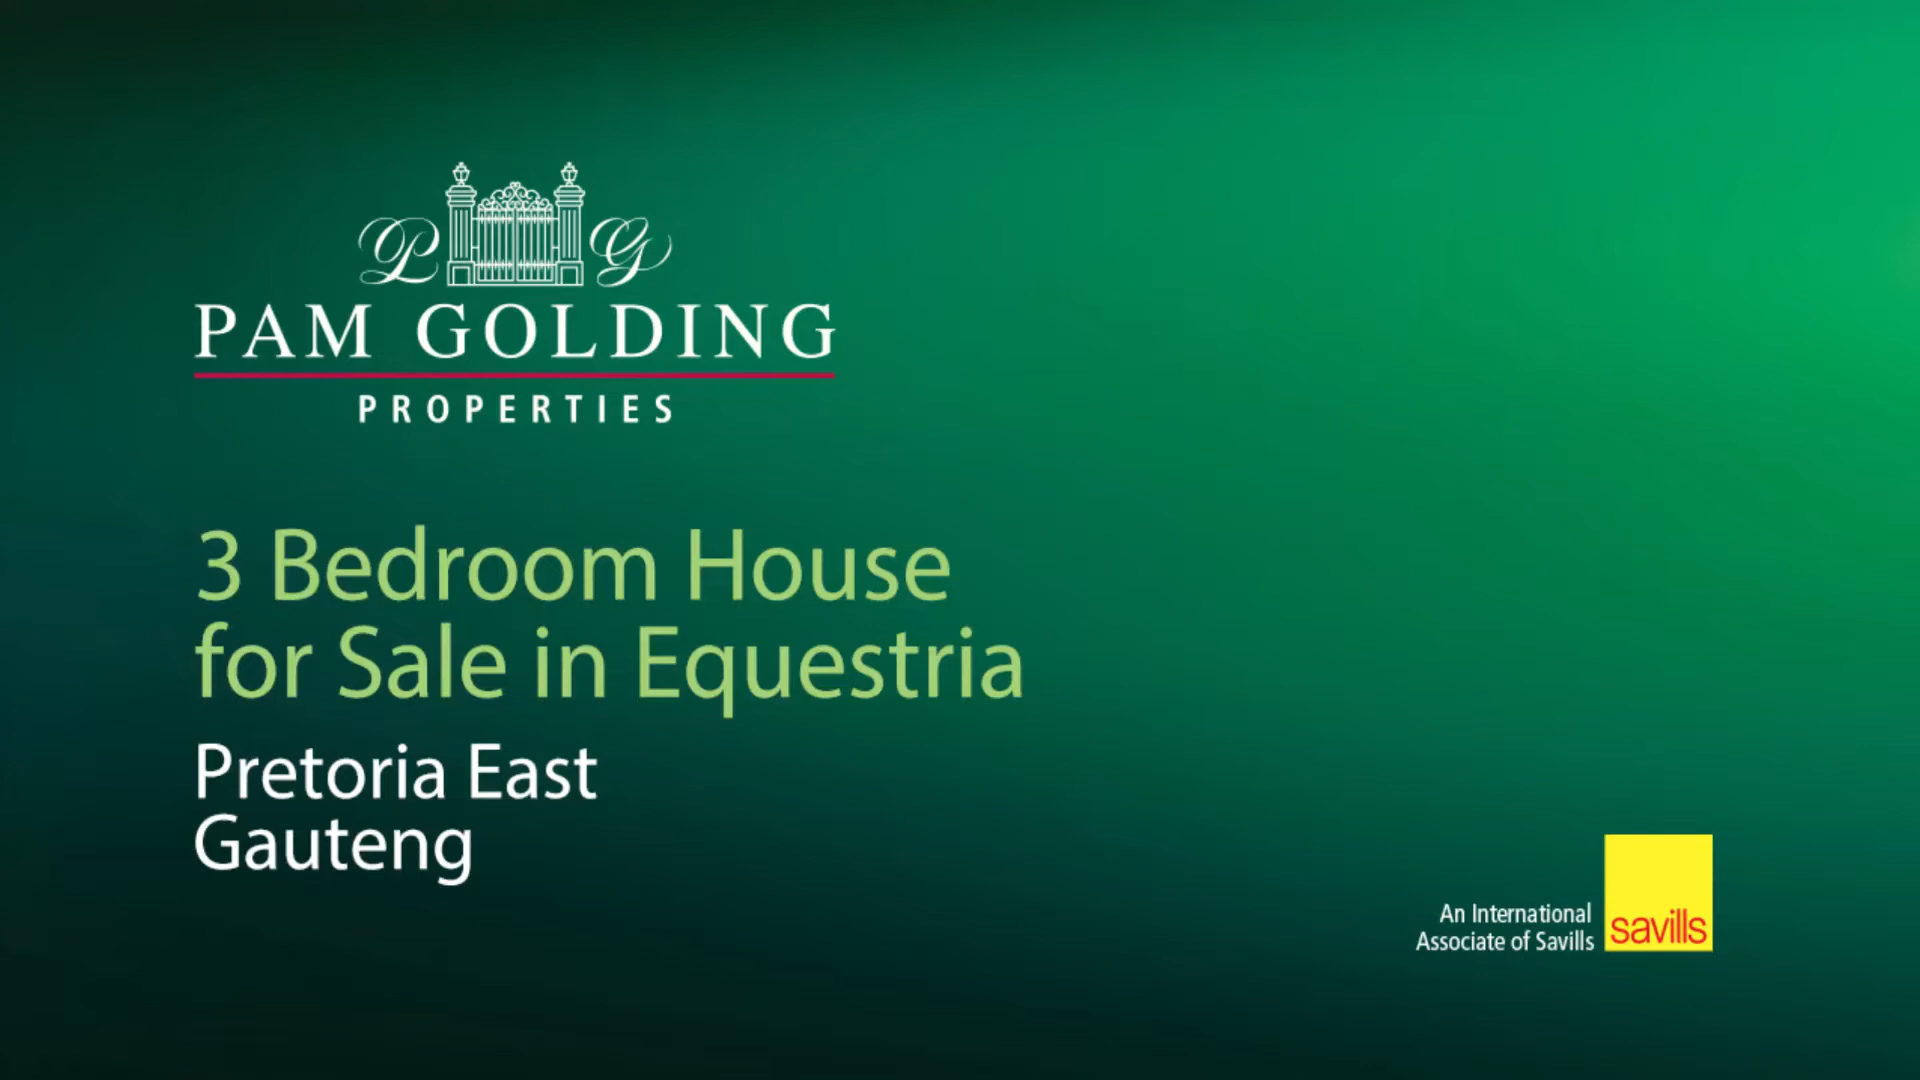 P G
PAM GOLDING
PROPERTIES
3 Bedroom House
for Sale in Equestria
Pretoria East
Gauteng
An International
Associate of Savills
savills